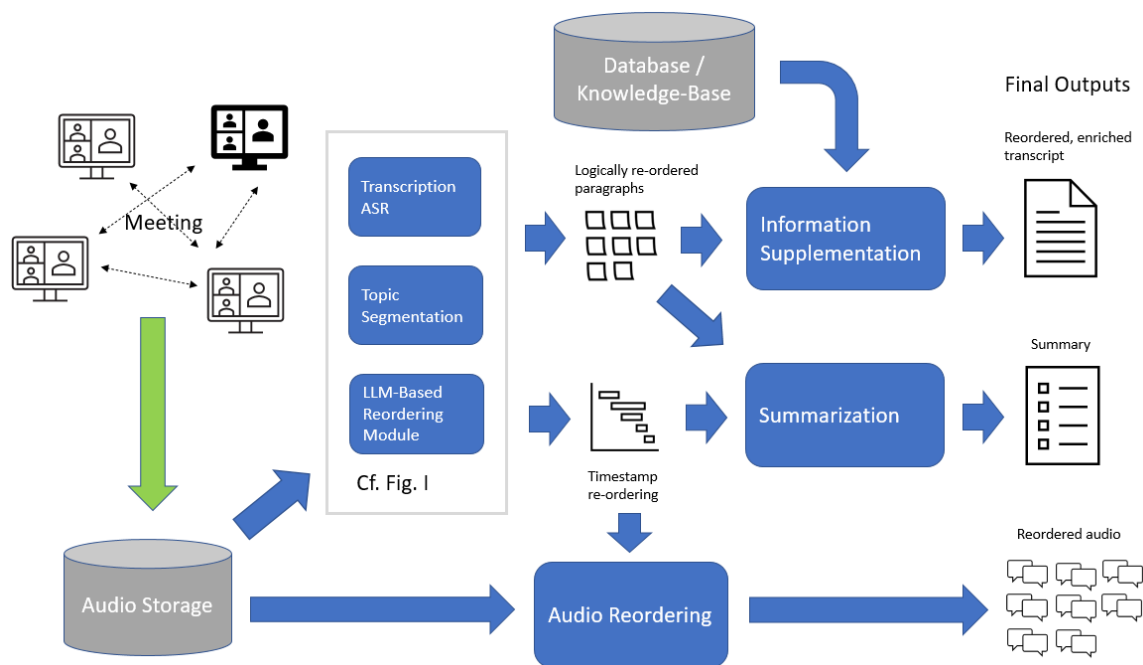 Database /
Knowledge-Base
Final Outputs
Reordered, enriched
transcript
Meeting
Transcription
ASR
Logically re-ordered
paragraphs
Information
Supplementation
Topic
Segmentation
Summary
LLM-Based
Reordering
Module
Summarization
Cf. Fig. I
Timestamp
re-ordering
Reordered audio
Audio Storage
Audio Reordering